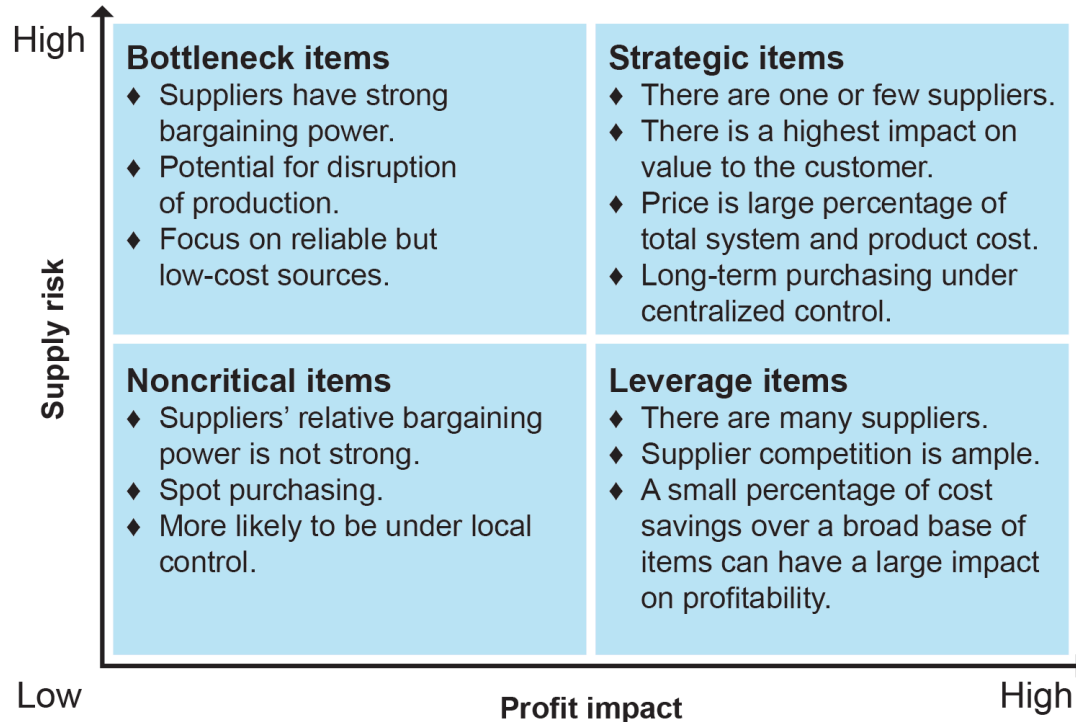 High
Supply risk
Bottleneck items
♦ Suppliers have strong
bargaining power.
♦ Potential for disruption
of production.
♦ Focus on reliable but
low-cost sources.
Strategic items
♦ There are one or few suppliers.
♦ There is a highest impact on
value to the customer.
♦ Price is large percentage of
total system and product cost.
♦ Long-term purchasing under
centralized control.
Noncritical items
♦ Suppliers’ relative bargaining
power is not strong.
♦ Spot purchasing.
♦ More likely to be under local
control.
Leverage items
♦ There are many suppliers.
♦ Supplier competition is ample.
♦ A small percentage of cost
savings over a broad base of
items can have a large impact
on profitability.
Low
Profit impact
High